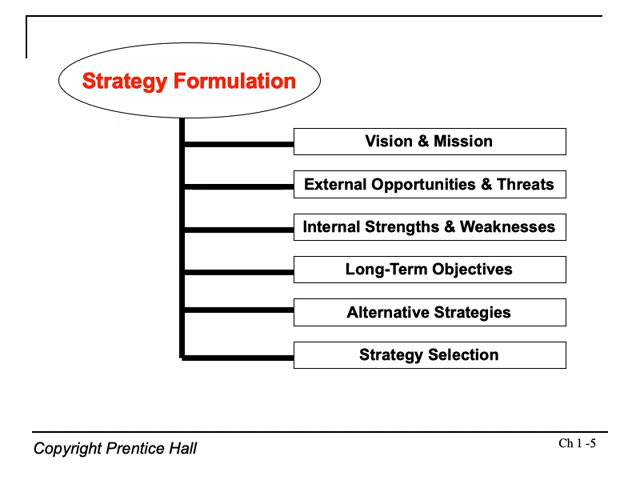 Strategy Formulation
Vision & Mission
External Opportunities & Threats
Internal Strengths & Weaknesses
Long-Term Objectives
Alternative Strategies
Strategy Selection
Copyright Prentice Hall
Ch 1 -5